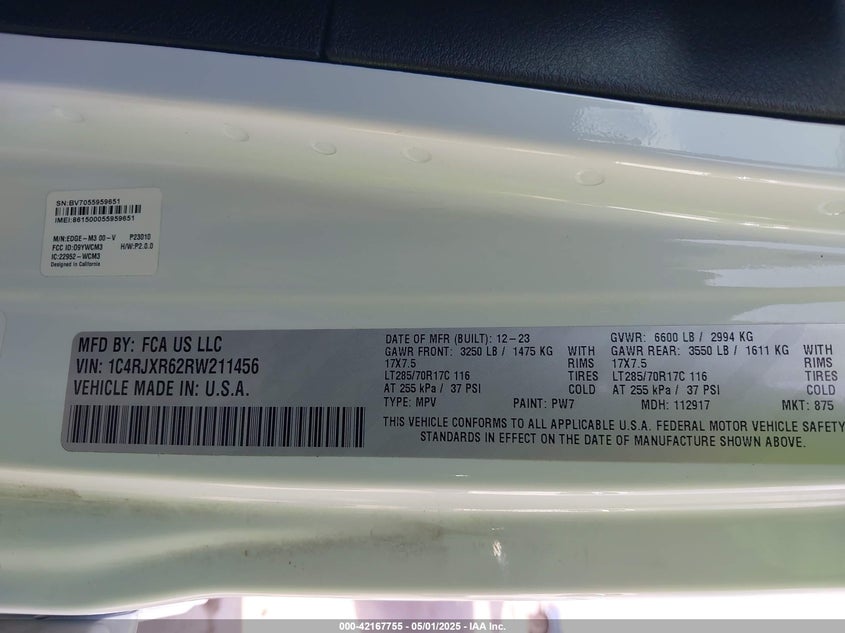 SN:BV7055959651
IMEI:861500055959651
M/N:EDGE-M3 00-V P23010
FCC ID:O9YWCM3 H/W:P2.0.0
IC:22952-WCM3
Designed in California
MFD BY: FCA US LLC
VIN: 1C4RJXR62RW211456
VEHICLE MADE IN: U.S.A.
DATE OF MFR (BUILT): 12-23 GVWR: 6600 LB / 2994 KG
GAWR FRONT: 3250 LB / 1475 KG WITH GAWR REAR: 3550 LB / 1611 KG WITH
17X7.5 RIMS 17X7.5 RIMS
LT285/70R17C 116 TIRES LT285/70R17C 116 TIRES
AT 255 kPa / 37 PSI COLD AT 255 kPa / 37 PSI COLD
TYPE: MPV PAINT: PW7 MDH: 112917 MKT: 875
THIS VEHICLE CONFORMS TO ALL APPLICABLE U.S.A. FEDERAL MOTOR VEHICLE SAFETY
STANDARDS IN EFFECT ON THE DATE OF MANUFACTURE SHOWN ABOVE.
000-42167755 - 05/01/2025 - IAA Inc.